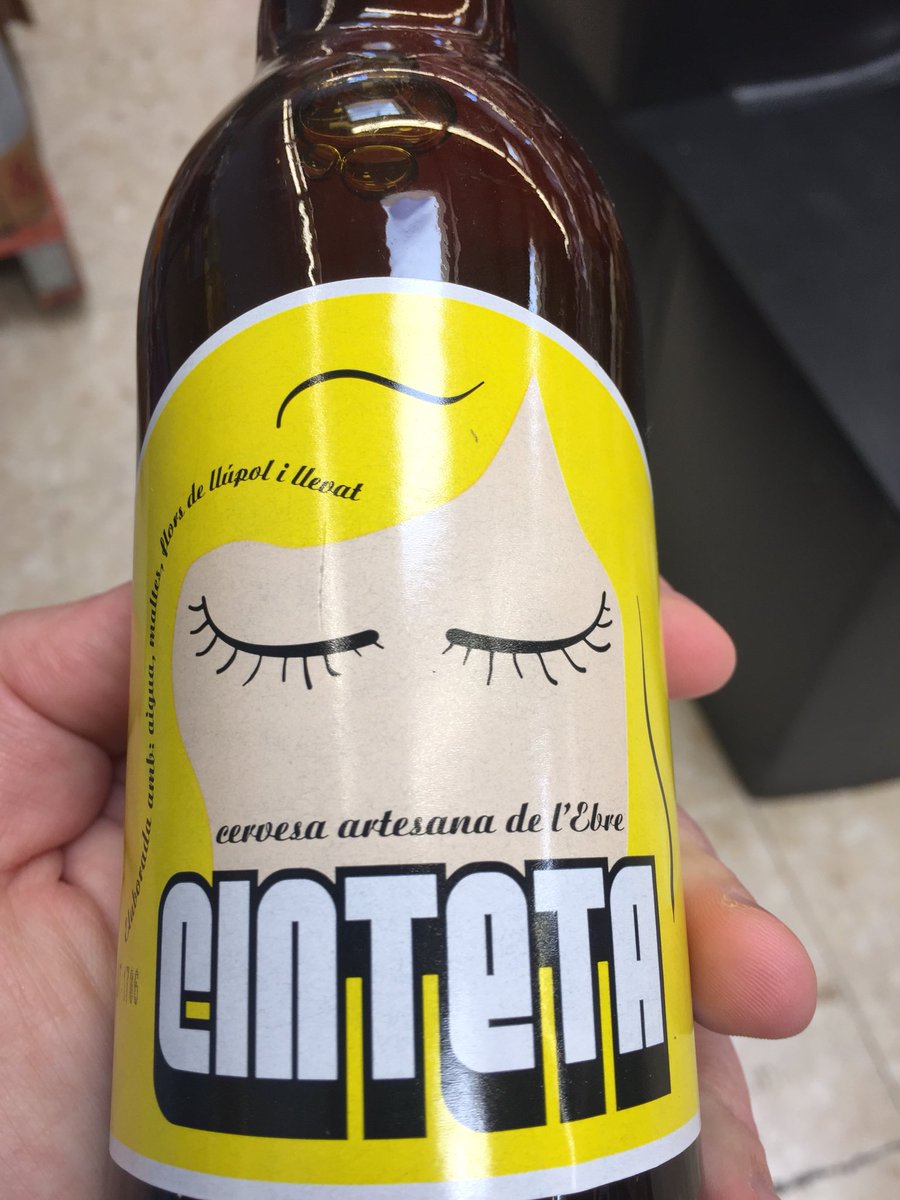 Elaborada amb: aigua, maltes, flors de llúpol i llevat
cervesa artesana de l'Ebre
CINTETA